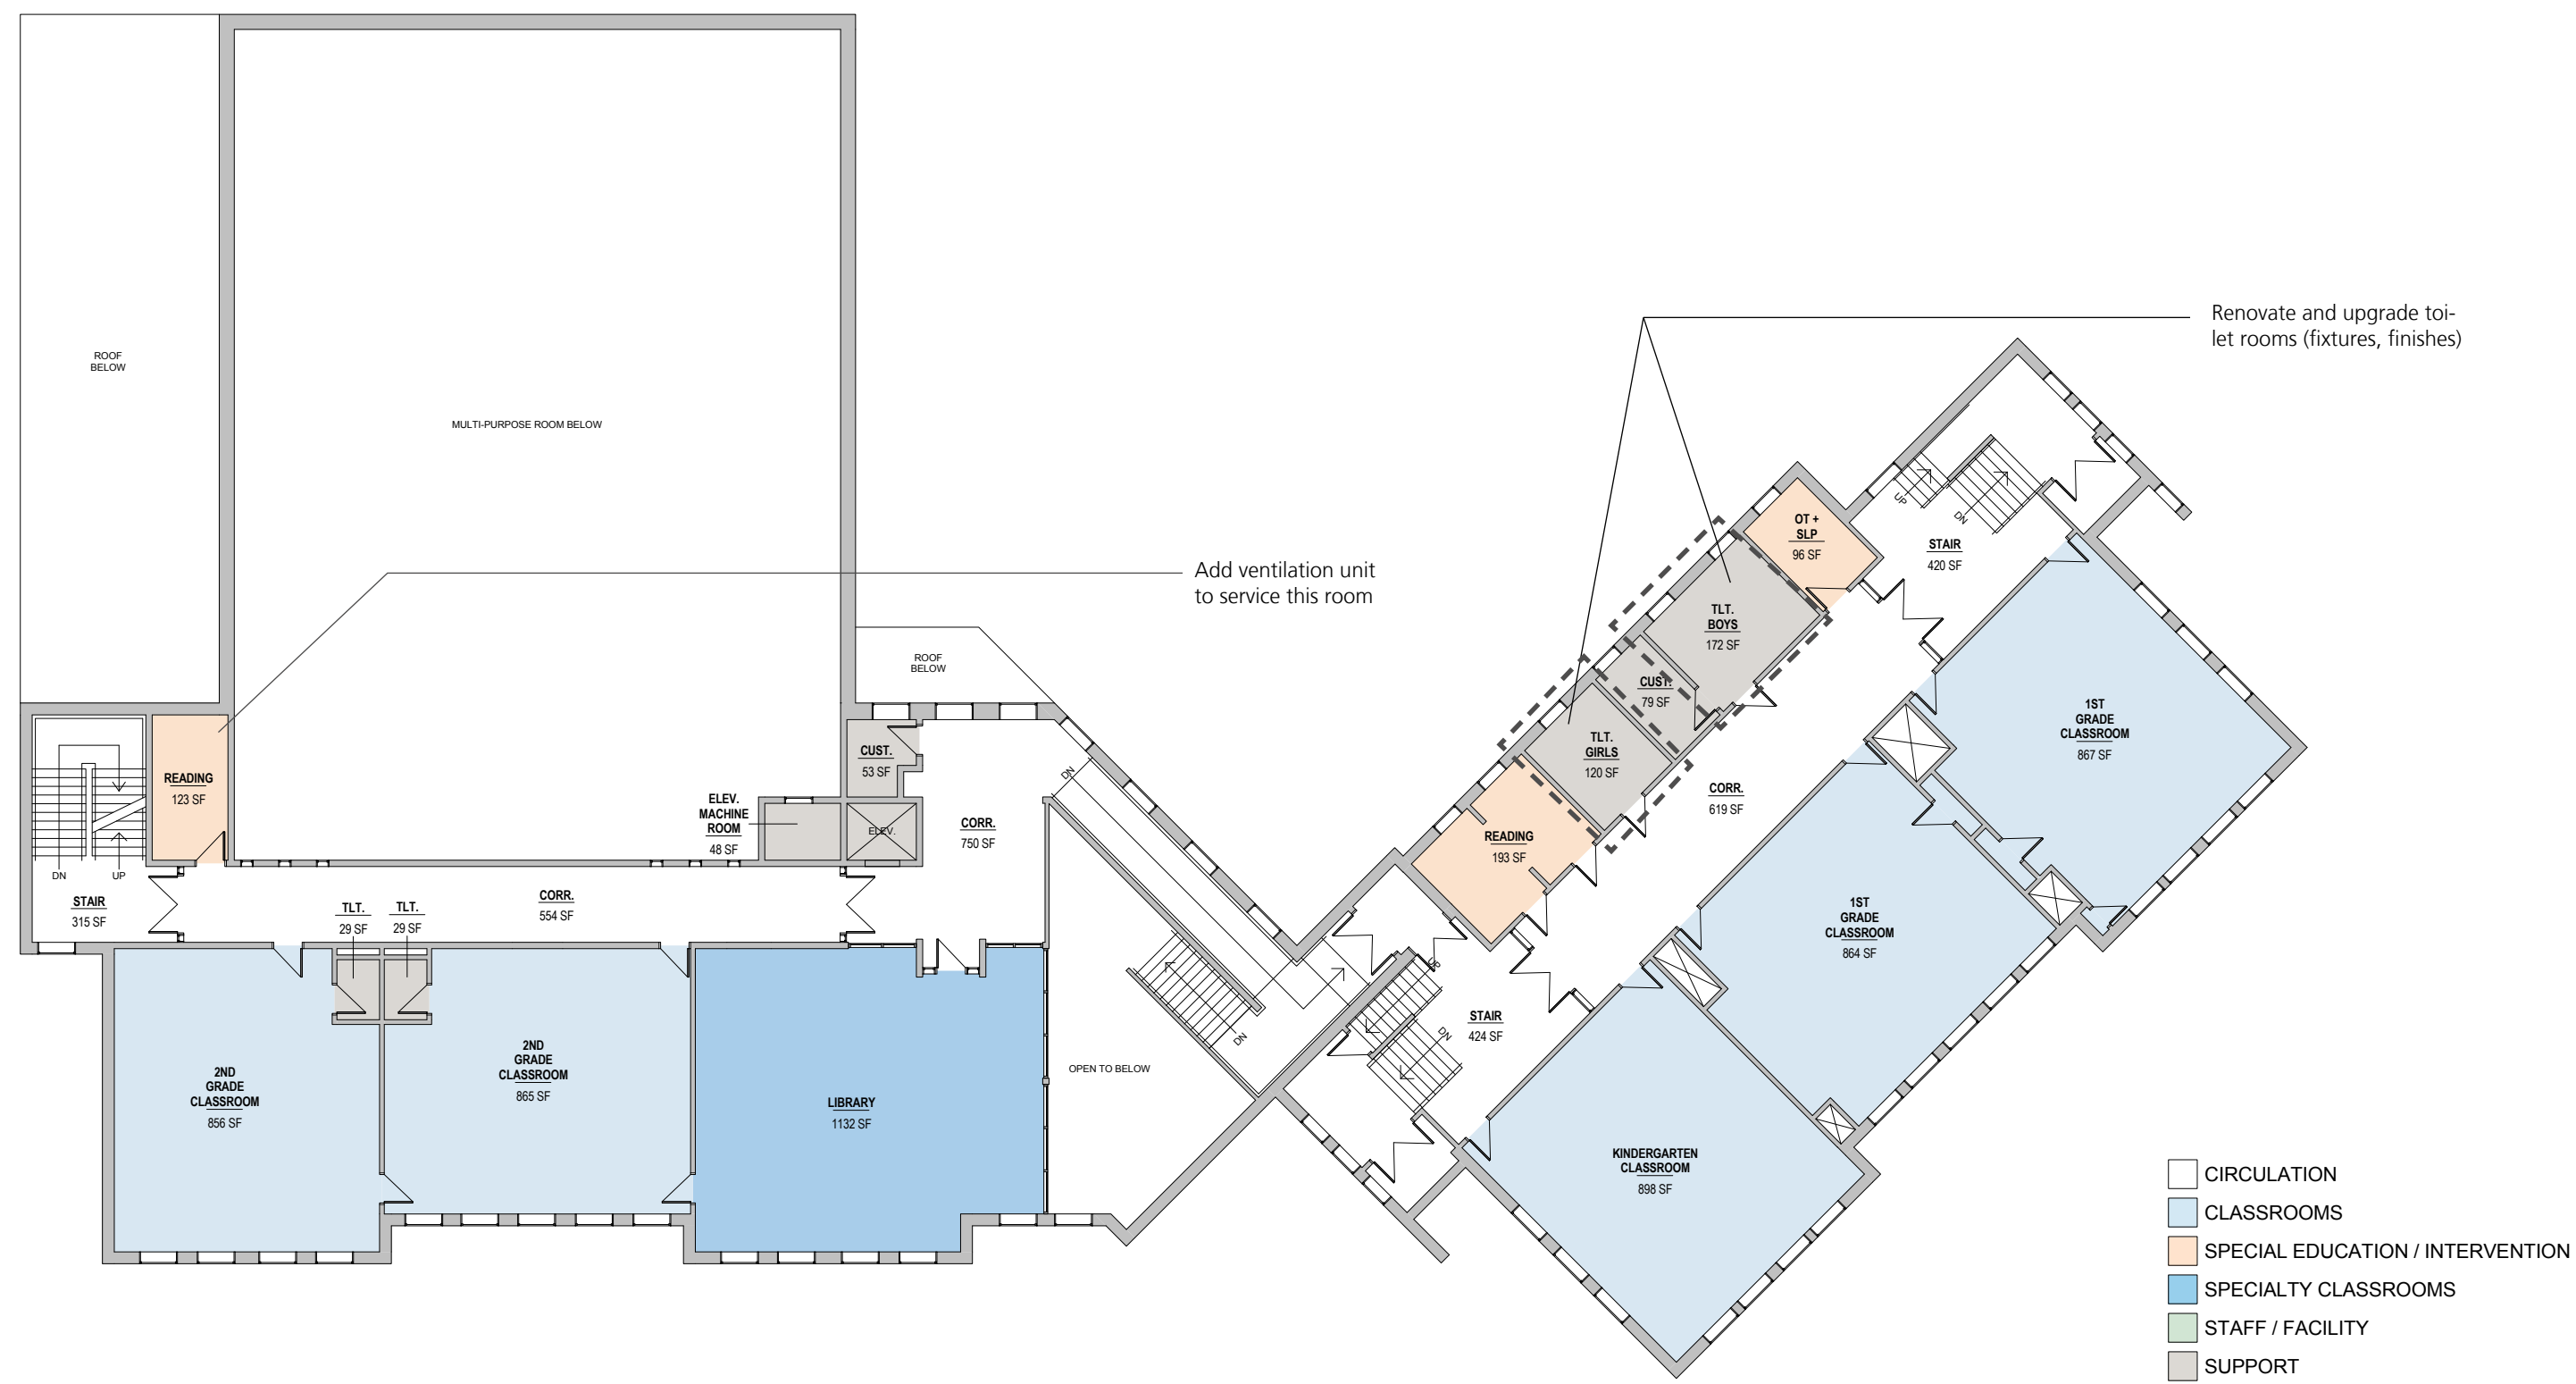 ROOF
BELOW
MULTI-PURPOSE ROOM BELOW
Renovate and upgrade toi-
let rooms (fixtures, finishes)
Add ventilation unit
to service this room
ROOF
BELOW
READING
123 SF
DN
UP
STAIR
315 SF
TLT.
29 SF
TLT.
29 SF
CORR.
554 SF
ELEV.
MACHINE
ROOM
48 SF
CUST.
53 SF
ELEV.
CORR.
750 SF
DN
2ND
GRADE
CLASSROOM
856 SF
2ND
GRADE
CLASSROOM
865 SF
LIBRARY
1132 SF
OPEN TO BELOW
DN
OT +
SLP
96 SF
TLT.
BOYS
172 SF
CUST.
79 SF
TLT.
GIRLS
120 SF
READING
193 SF
CORR.
619 SF
UP
DN
STAIR
420 SF
1ST
GRADE
CLASSROOM
867 SF
1ST
GRADE
CLASSROOM
864 SF
UP
DN
STAIR
424 SF
KINDERGARTEN
CLASSROOM
898 SF
CIRCULATION
CLASSROOMS
SPECIAL EDUCATION / INTERVENTION
SPECIALTY CLASSROOMS
STAFF / FACILITY
SUPPORT